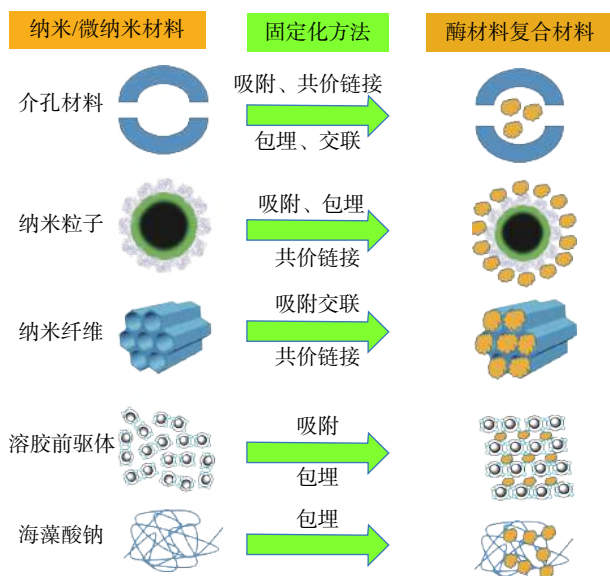 纳米/微纳米材料
固定化方法
酶材料复合材料
介孔材料
吸附、共价链接
包埋、交联
纳米粒子
吸附、包埋
共价链接
纳米纤维
吸附交联
共价链接
溶胶前驱体
吸附
包埋
海藻酸钠
包埋